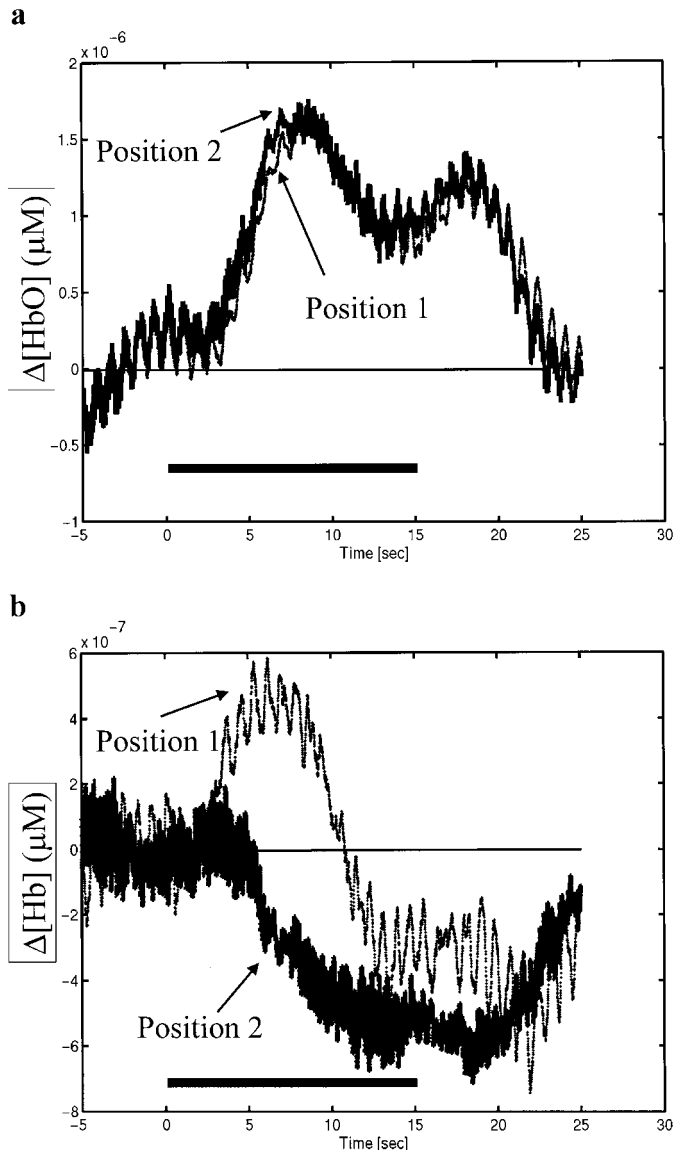 a
x 10⁻⁶
2
1.5
1
0.5
0
-0.5
-1
-5 0 5 10 15 20 25 30
Time [sec]
Δ[HbO] (μM)
Position 2
Position 1
b
x 10⁻⁷
6
4
2
0
-2
-4
-6
-8
-5 0 5 10 15 20 25 30
Time [sec]
Δ[Hb] (μM)
Position 1
Position 2